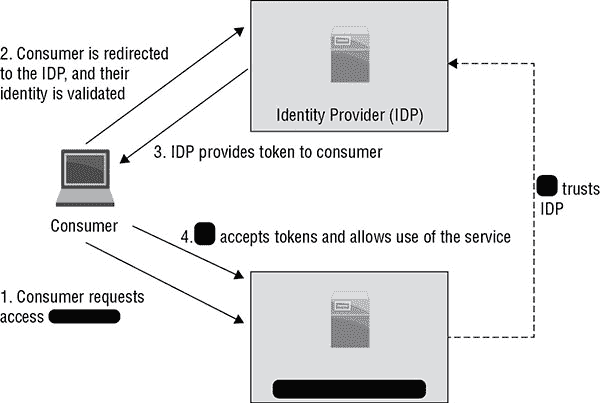 2. Consumer is redirected
to the IDP, and their
identity is validated
Identity Provider (IDP)
3. IDP provides token to consumer
trusts
IDP
Consumer
4. accepts tokens and allows use of the service
1. Consumer requests
access